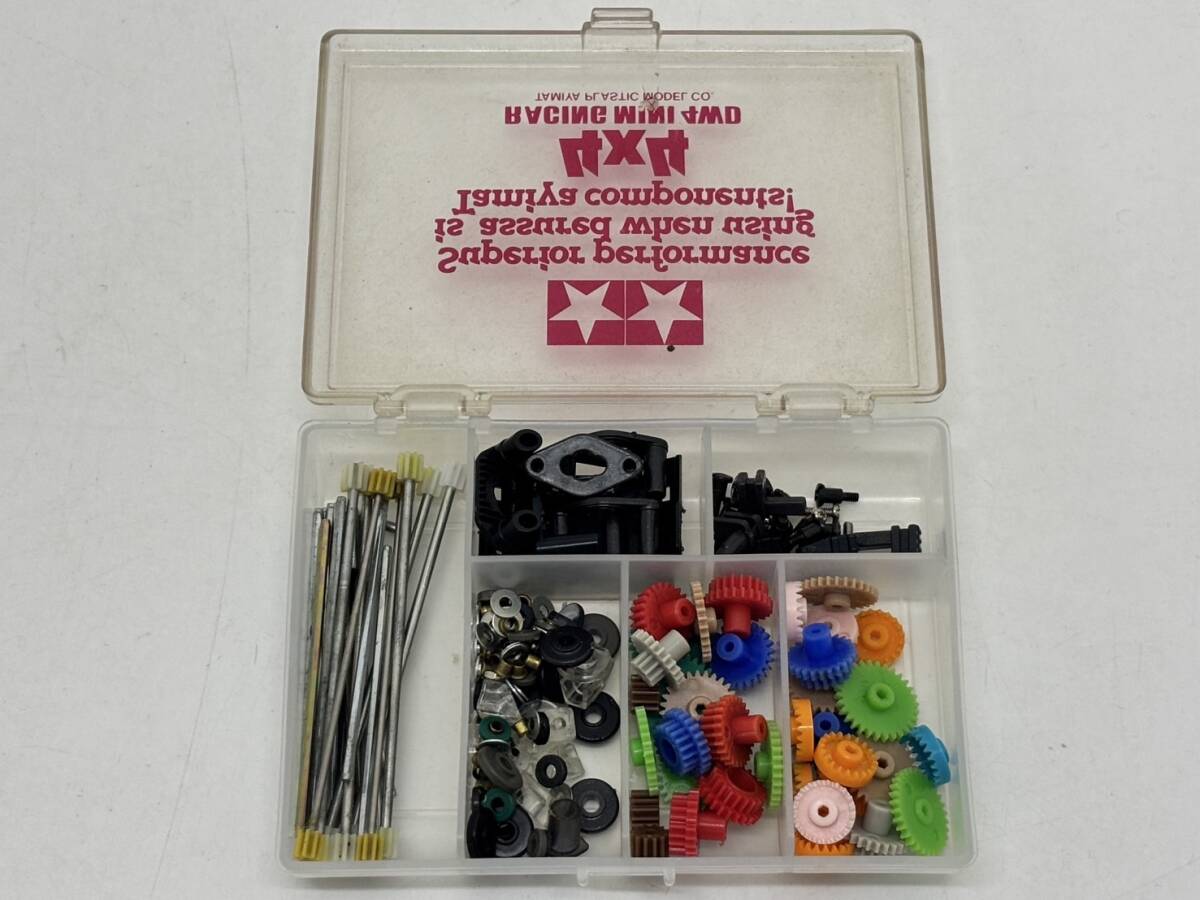 Superior performance
is assured when using
Tamiya components!
4x4
RACING MINI 4WD
TAMIYA PLASTIC MODEL CO.